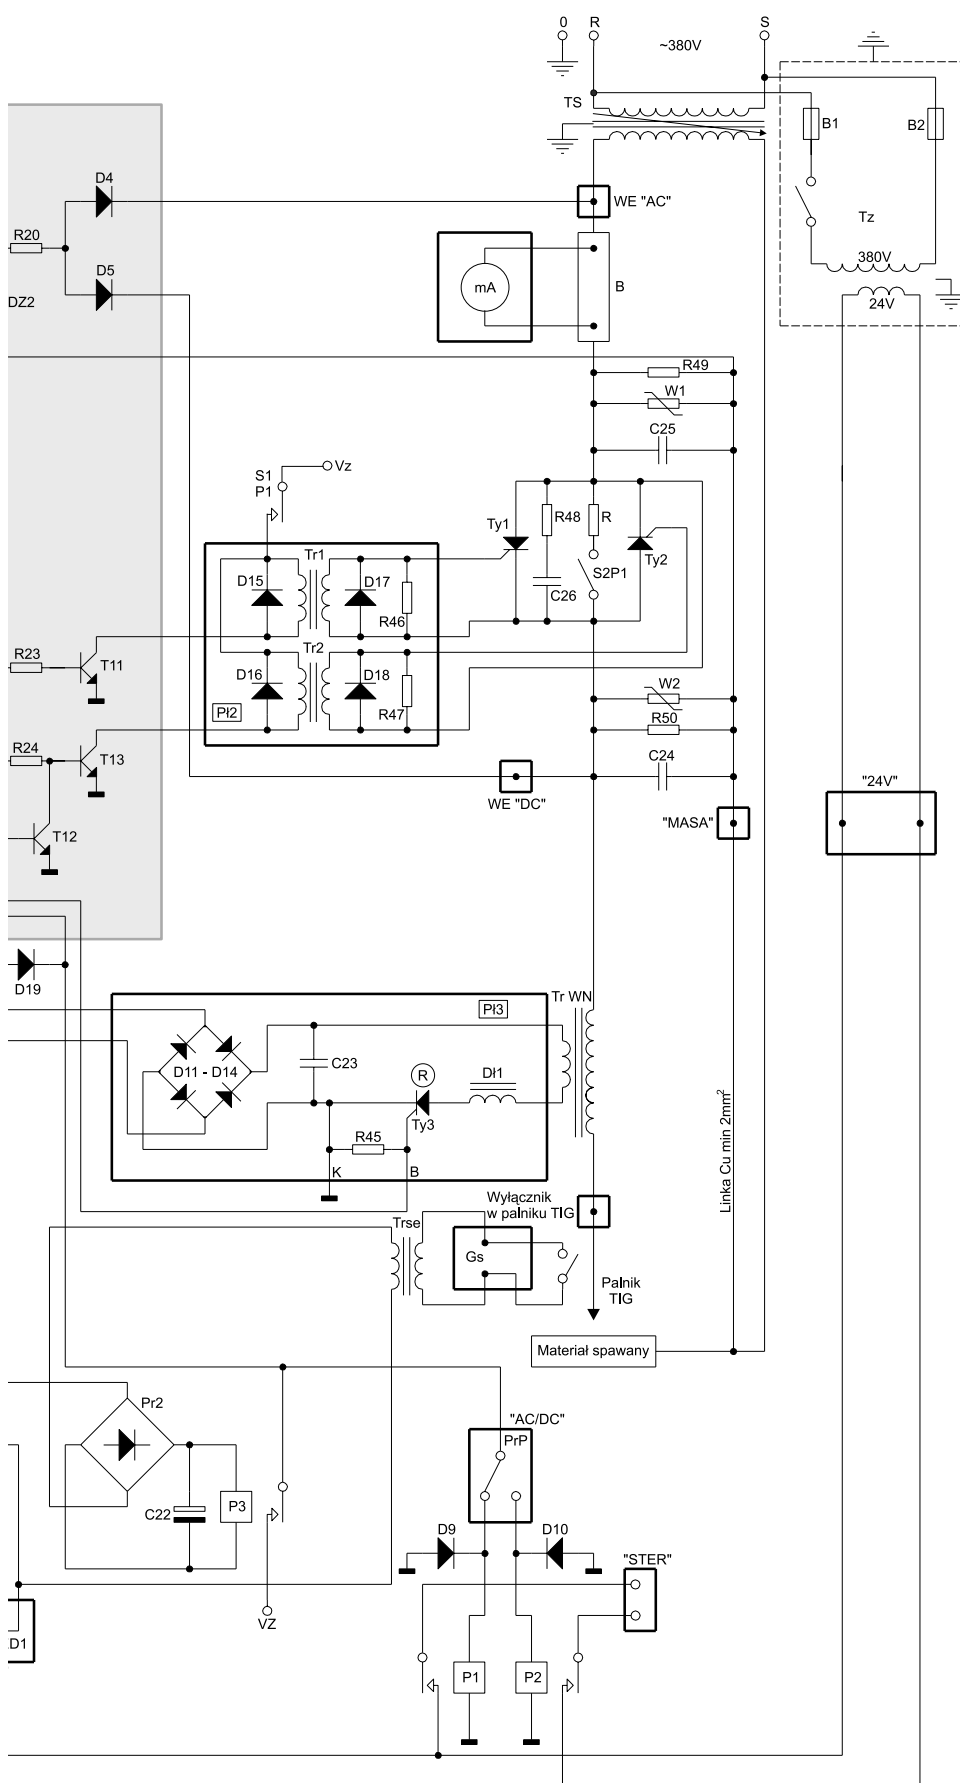 0
R
S
~380V
TS
B1
B2
D4
WE "AC"
Tz
R20
D5
mA
B
380V
24V
DZ2
R49
W1
C25
S1
P1
Vz
Ty1
R48
R
Ty2
Tr1
D15
D17
S2P1
C26
R46
Tr2
R23
T11
D16
D18
W2
Pł2
R47
R50
R24
T13
C24
WE "DC"
"24V"
"MASA"
T12
D19
Tr WN
Pł3
D11 - D14
C23
R
Dł1
Ty3
R45
K
B
Linka Cu min 2mm²
Wyłącznik
w palniku TIG
Trse
Gs
Palnik
TIG
Materiał spawany
Pr2
"AC/DC"
PrP
C22
P3
D9
D10
"STER"
VZ
.D1
P1
P2